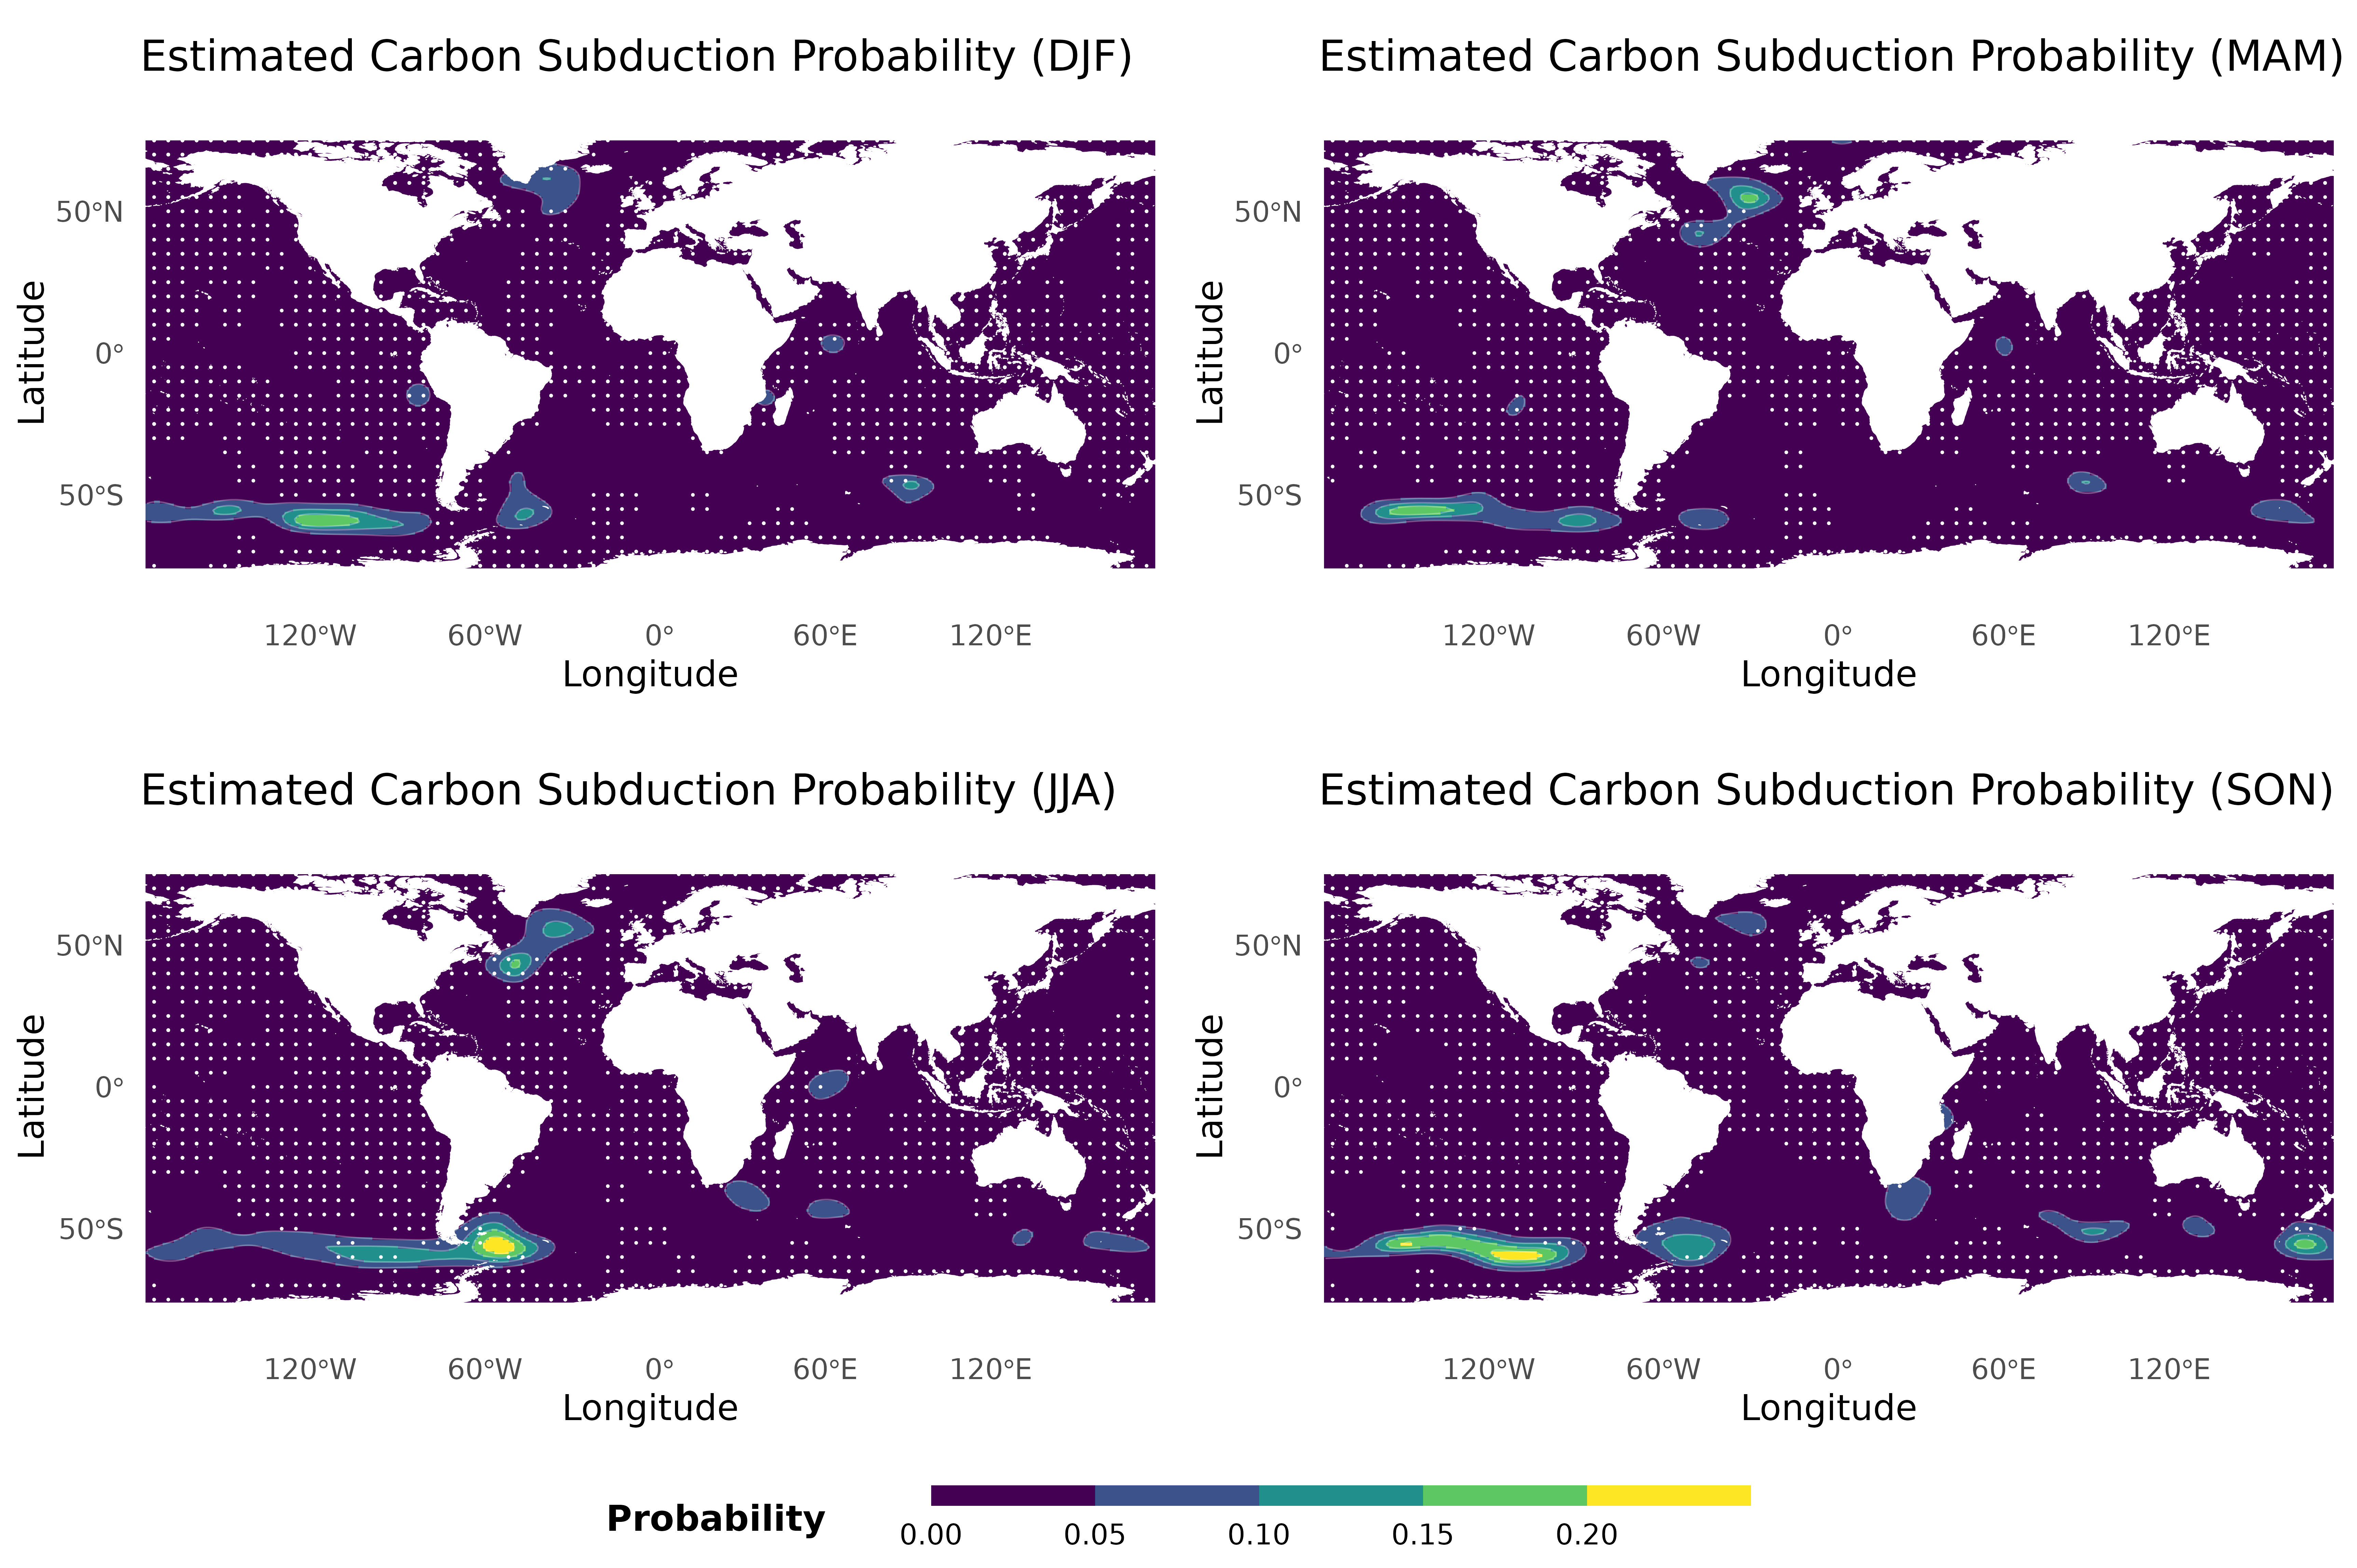 Estimated Carbon Subduction Probability (DJF)
Latitude
50°N
0°
50°S
120°W 60°W 0° 60°E 120°E
Longitude
Estimated Carbon Subduction Probability (MAM)
Latitude
50°N
0°
50°S
120°W 60°W 0° 60°E 120°E
Longitude
Estimated Carbon Subduction Probability (JJA)
Latitude
50°N
0°
50°S
120°W 60°W 0° 60°E 120°E
Longitude
Estimated Carbon Subduction Probability (SON)
Latitude
50°N
0°
50°S
120°W 60°W 0° 60°E 120°E
Longitude
Probability
0.00 0.05 0.10 0.15 0.20